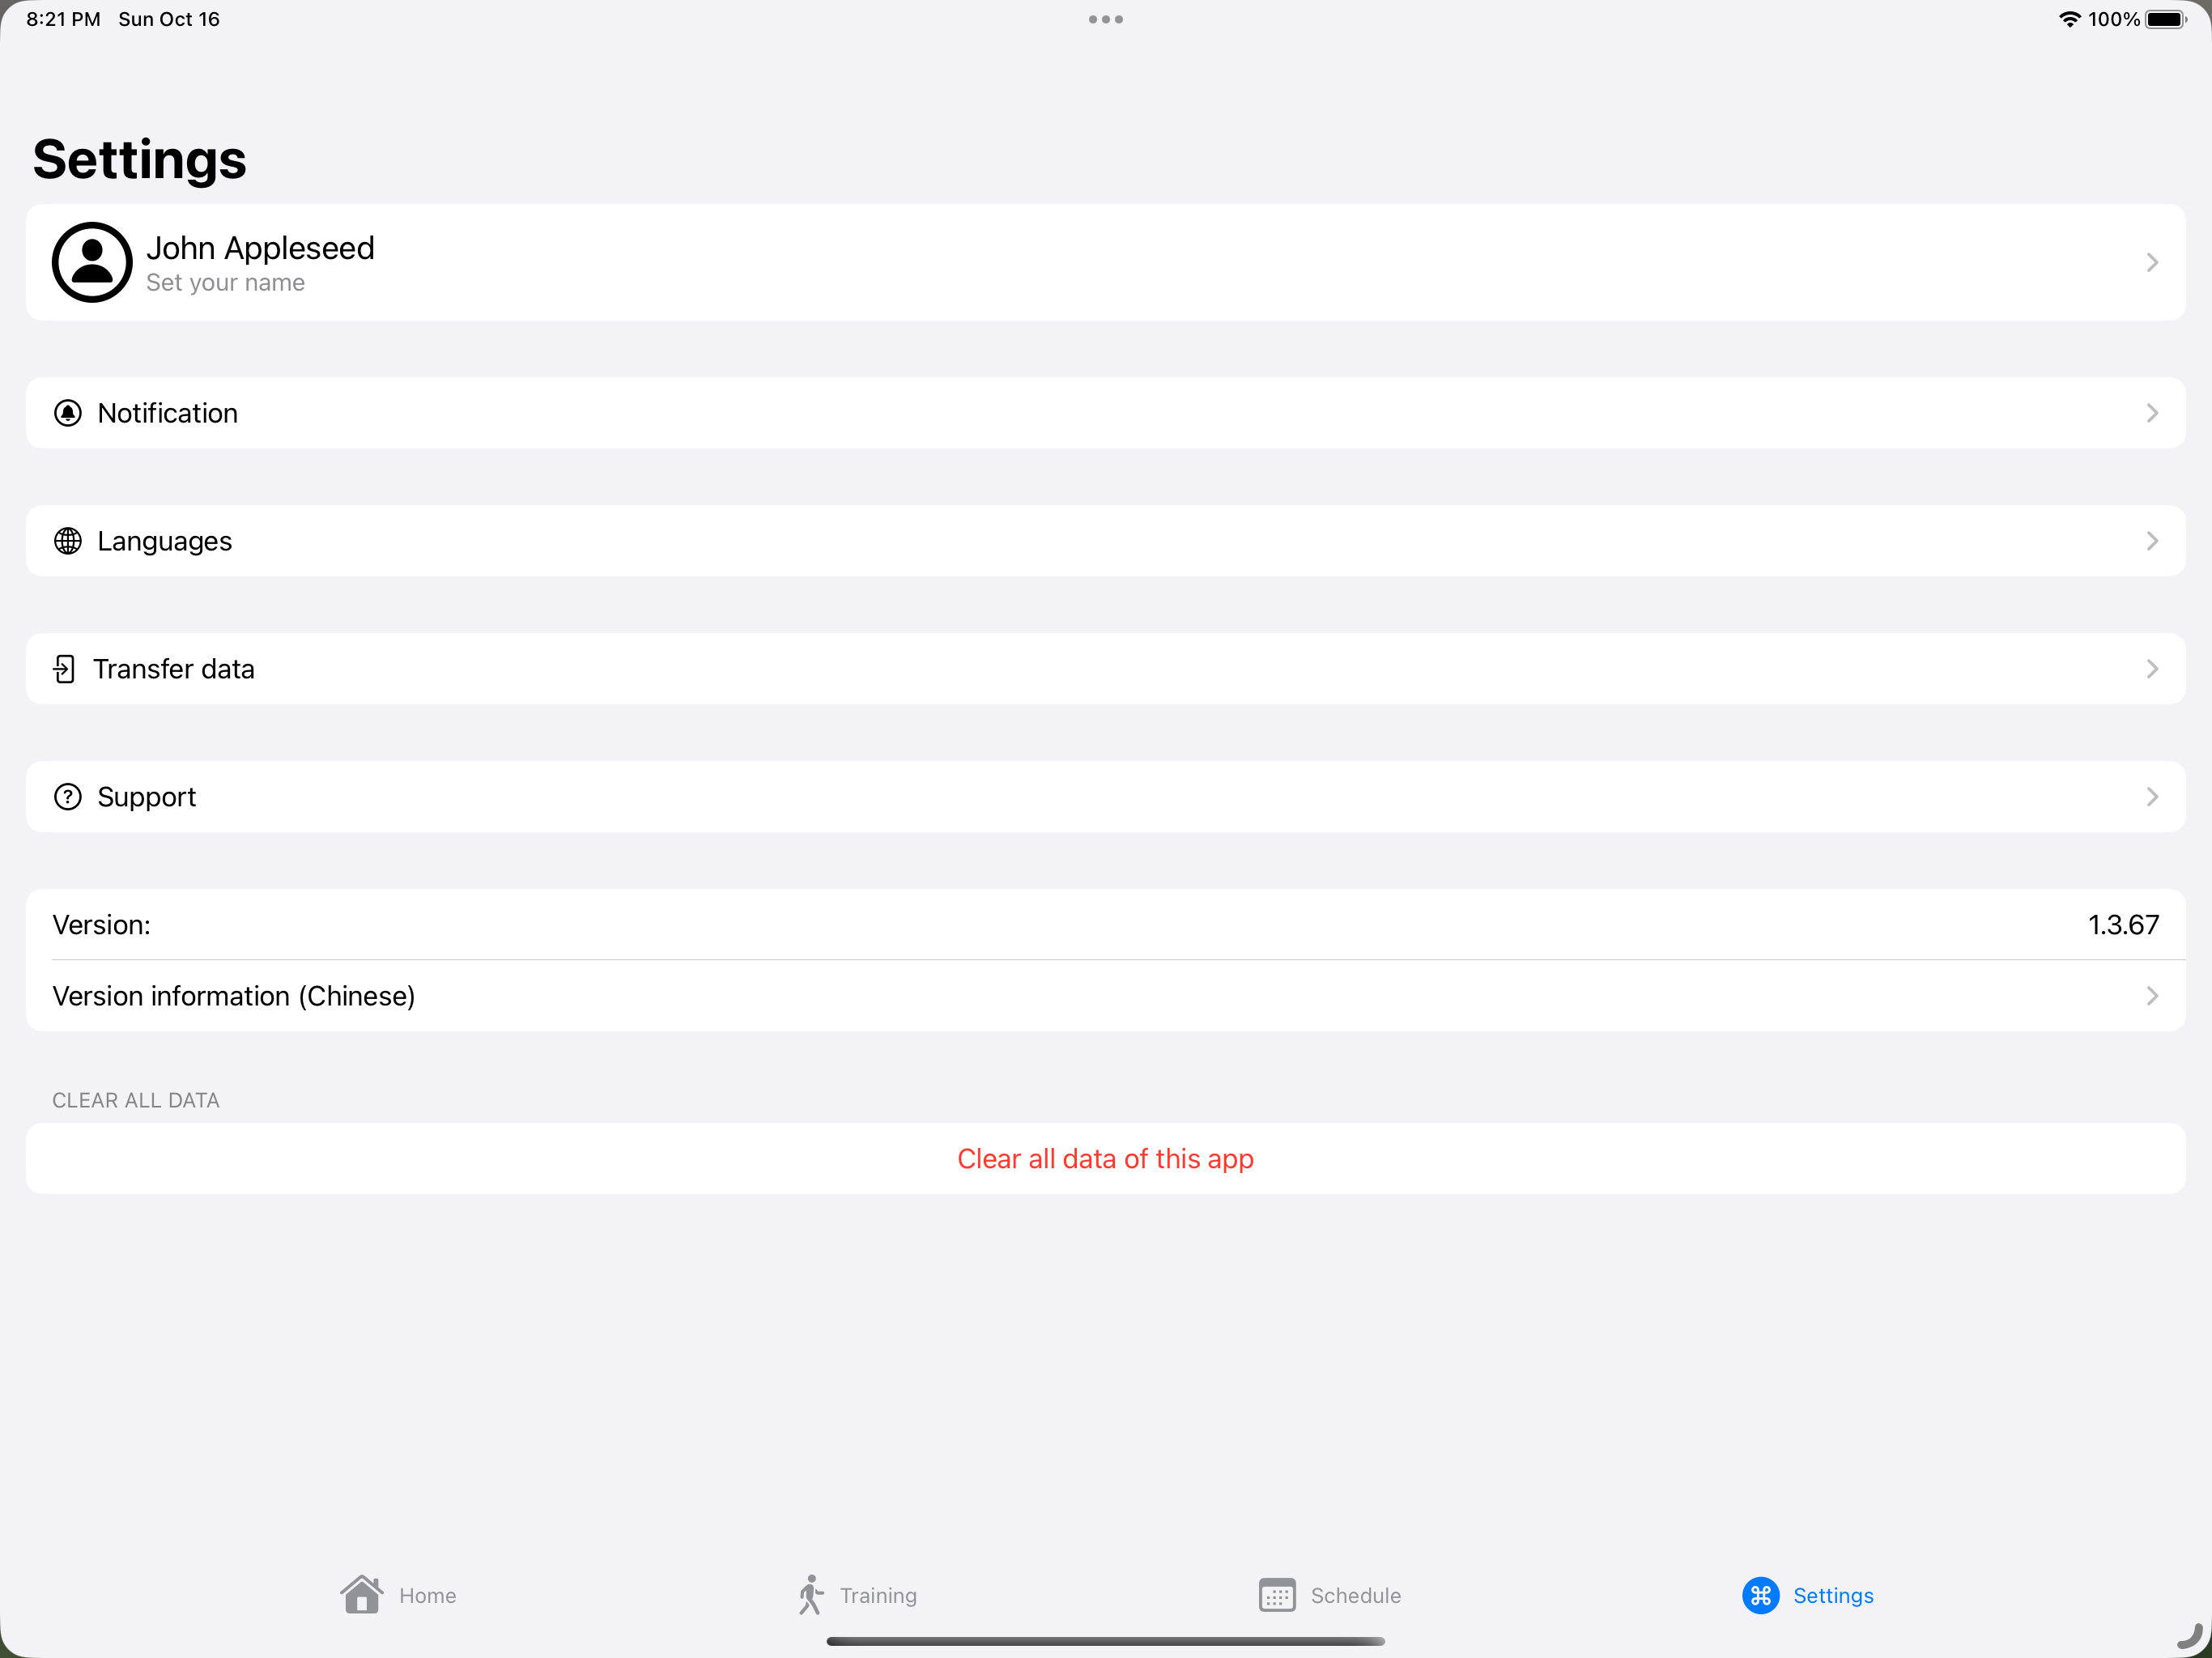 8:21 PM Sun Oct 16
100%
Settings
John Appleseed
Set your name
Notification
Languages
Transfer data
Support
Version: 1.3.67
Version information (Chinese)
CLEAR ALL DATA
Clear all data of this app
Home Training Schedule Settings